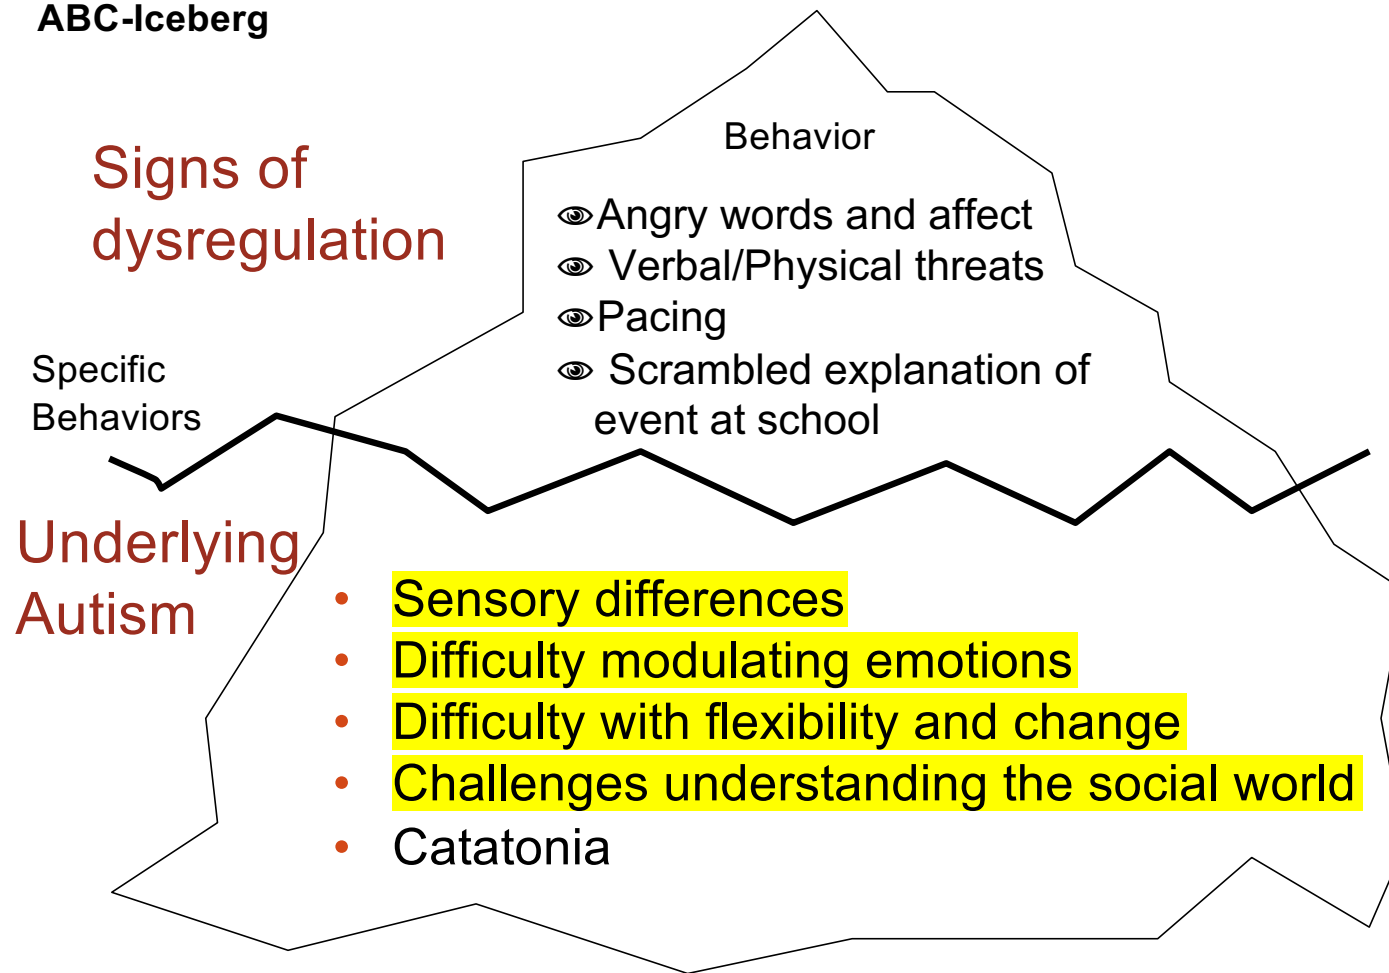 ABC-Iceberg
Signs of
dysregulation
Behavior
Angry words and affect
Verbal/Physical threats
Pacing
Scrambled explanation of
event at school
Specific
Behaviors
Underlying
Autism
• Sensory differences
• Difficulty modulating emotions
• Difficulty with flexibility and change
• Challenges understanding the social world
• Catatonia